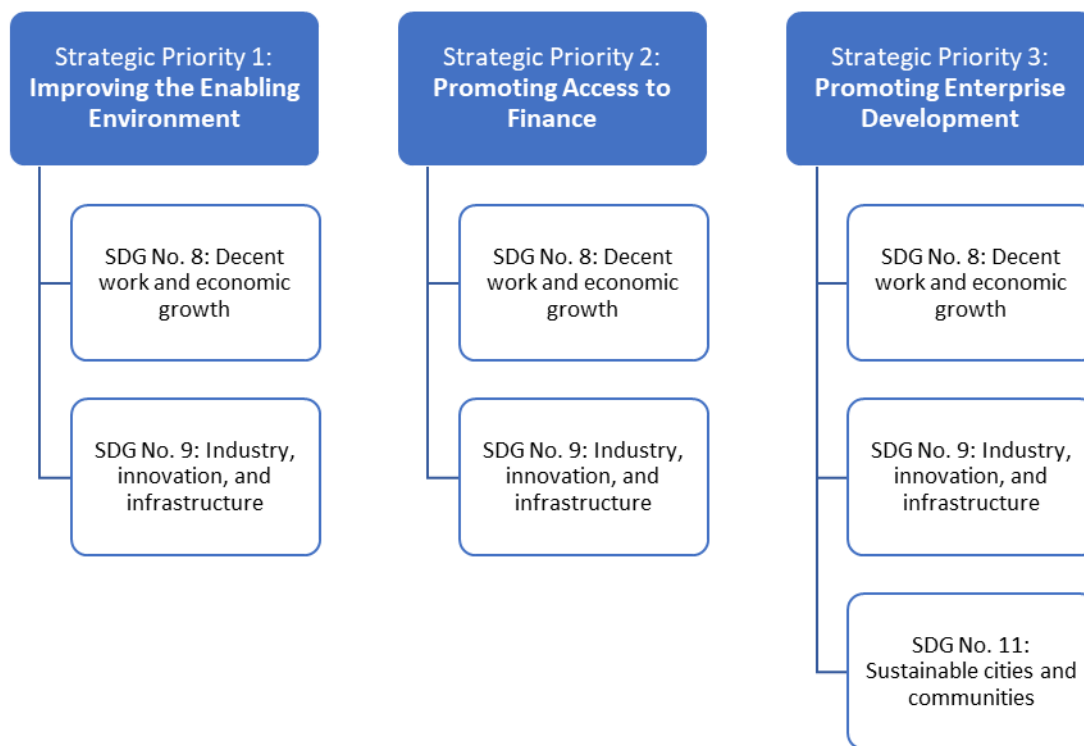 Strategic Priority 1:
Improving the Enabling
Environment
SDG No. 8: Decent
work and economic
growth
SDG No. 9: Industry,
innovation, and
infrastructure
Strategic Priority 2:
Promoting Access to
Finance
SDG No. 8: Decent
work and economic
growth
SDG No. 9: Industry,
innovation, and
infrastructure
Strategic Priority 3:
Promoting Enterprise
Development
SDG No. 8: Decent
work and economic
growth
SDG No. 9: Industry,
innovation, and
infrastructure
SDG No. 11:
Sustainable cities and
communities